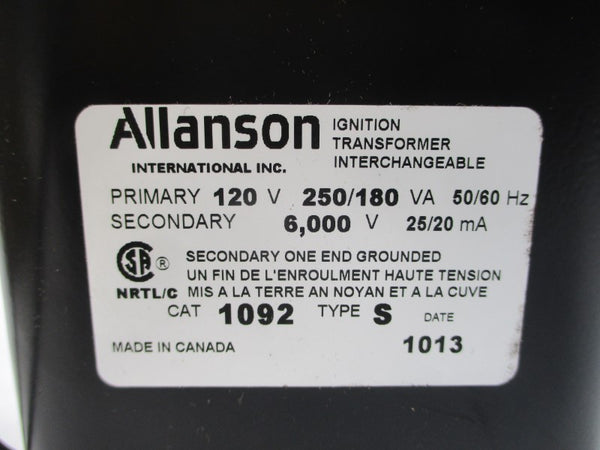 Allanson IGNITION
TRANSFORMER
INTERNATIONAL INC. INTERCHANGEABLE
PRIMARY 120 V 250/180 VA 50/60 Hz
SECONDARY 6,000 V 25/20 mA
SECONDARY ONE END GROUNDED
UN FIN DE L'ENROULMENT HAUTE TENSION
MIS A LA TERRE AN NOYAN ET A LA CUVE
SA ®
NRTL/C
CAT 1092 TYPE S DATE
MADE IN CANADA 1013